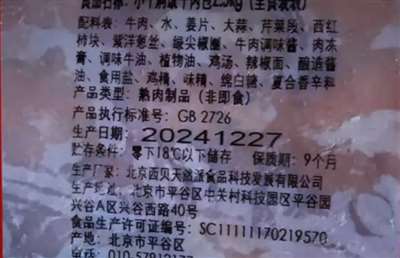 配料表: 牛肉、水、姜片、大蒜、芹菜段、西红
柿块、紫洋葱丝、线尖椒圈、牛肉调味酱、肉冻
膏、调味牛油、植物油、鸡汤、辣椒面、酿造酱
油、食用盐、鸡精、味精、绵白糖、复合香辛料
产品类型: 熟肉制品 (非即食)
产品执行标准号: GB 2726
生产日期: 20241227
贮存条件: 零下18℃以下储存 保质期: 9个月
生产厂家: 北京西贝天然派食品科技发展有限公司
生产地址: 北京市平谷区中关村科技园区平谷园
兴谷A区兴谷西路40号
食品生产许可证编号: SC11111170219570
产地: 北京市平谷区